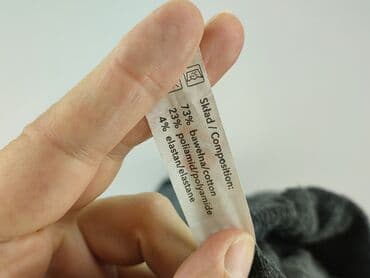 Skład / Composition:
73% bawełna/cotton
23% poliamid/polyamide
4% elastan/elastane